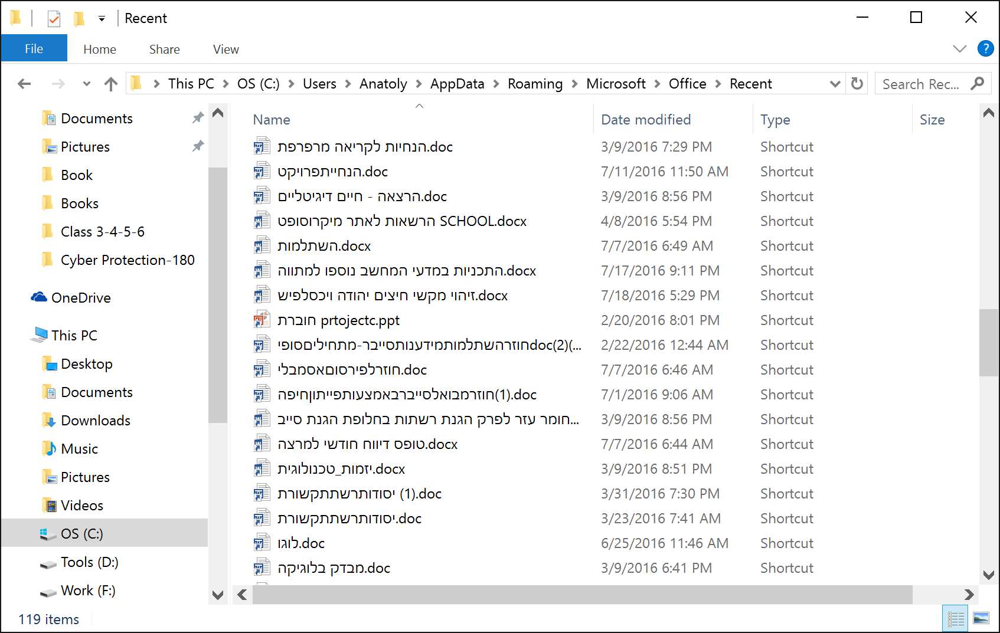 Recent
File Home Share View
?
This PC OS (C:) Users Anatoly AppData Roaming Microsoft Office Recent
Search Rec...
Documents
Pictures
Book
Books
Class 3-4-5-6
Cyber Protection-180
OneDrive
This PC
Desktop
Documents
Downloads
Music
Pictures
Videos
OS (C:)
Tools (D:)
Work (F:)
Name Date modified Type Size
הנחיות לקריאה מרפרפת.doc 3/9/2016 7:29 PM Shortcut
הנחייתפרויקט.doc 7/11/2016 11:50 AM Shortcut
הרצאה - חיים דיגיטליים.doc 3/9/2016 8:56 PM Shortcut
הרשאות לאתר מיקרוסופט SCHOOL.docx 4/8/2016 5:54 PM Shortcut
השתלמות.docx 7/7/2016 6:49 AM Shortcut
התכניות במדעי המחשב נוספו למתווה.docx 7/17/2016 9:11 PM Shortcut
זיהוי מקשי חיצים יהודה ויכסלפיש.docx 7/18/2016 5:29 PM Shortcut
חוברת prtojectc.ppt 2/20/2016 8:01 PM Shortcut
חוזרהשתלמותמידענותסייבר-מתחיליםסופיdoc(2)(... 2/22/2016 12:44 AM Shortcut
חוזרלפירסוםאסמבלי.doc 7/7/2016 6:46 AM Shortcut
חוזרמבואלסייברבאמצעותפייתוןחיפה(1).doc 7/1/2016 9:06 AM Shortcut
חומר עזר לפרק הגנת רשתות בחלופת הגנת סייב... 3/9/2016 8:56 PM Shortcut
טופס דיווח חודשי למרצה.docx 7/7/2016 6:44 AM Shortcut
יזמות_טכנולוגית.docx 3/9/2016 8:51 PM Shortcut
יסודותרשתתקשורת (1).doc 3/31/2016 7:30 PM Shortcut
יסודותרשתתקשורת.doc 3/23/2016 7:41 AM Shortcut
לוגו.doc 6/25/2016 11:46 AM Shortcut
מבדק בלוגיקה.doc 3/9/2016 6:41 PM Shortcut
119 items